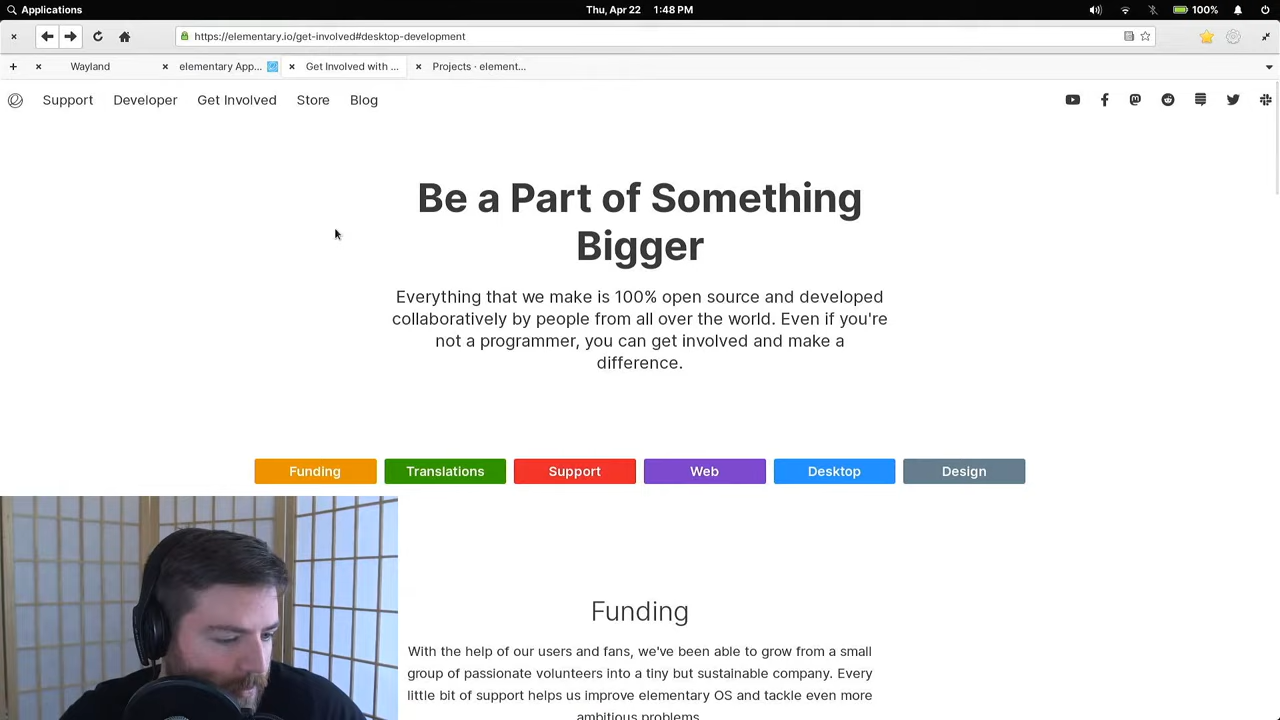 Applications
Thu, Apr 22 1:48 PM
100%
https://elementary.io/get-involved#desktop-development
Wayland
elementary App...
Get Involved with ...
Projects · element...
Support
Developer
Get Involved
Store
Blog
Be a Part of Something
Bigger
Everything that we make is 100% open source and developed
collaboratively by people from all over the world. Even if you're
not a programmer, you can get involved and make a
difference.
Funding
Translations
Support
Web
Desktop
Design
Funding
With the help of our users and fans, we've been able to grow from a small
group of passionate volunteers into a tiny but sustainable company. Every
little bit of support helps us improve elementary OS and tackle even more
ambitious problems.